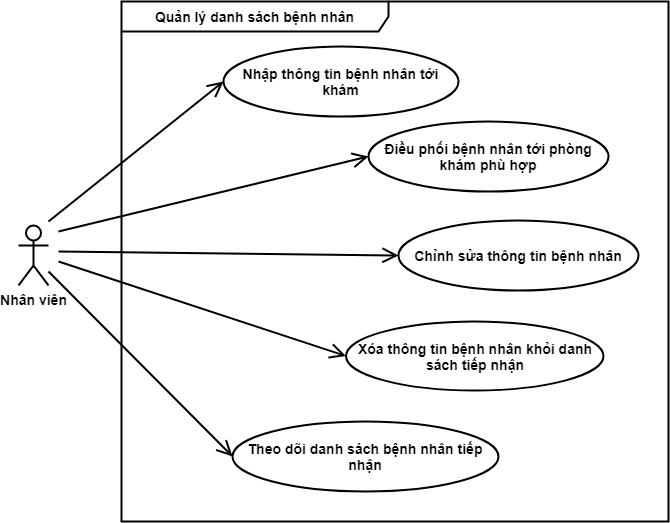 Quản lý danh sách bệnh nhân
Nhập thông tin bệnh nhân tới
khám
Điều phối bệnh nhân tới phòng
khám phù hợp
Chỉnh sửa thông tin bệnh nhân
Nhân viên
Xóa thông tin bệnh nhân khỏi danh
sách tiếp nhận
Theo dõi danh sách bệnh nhân tiếp
nhận